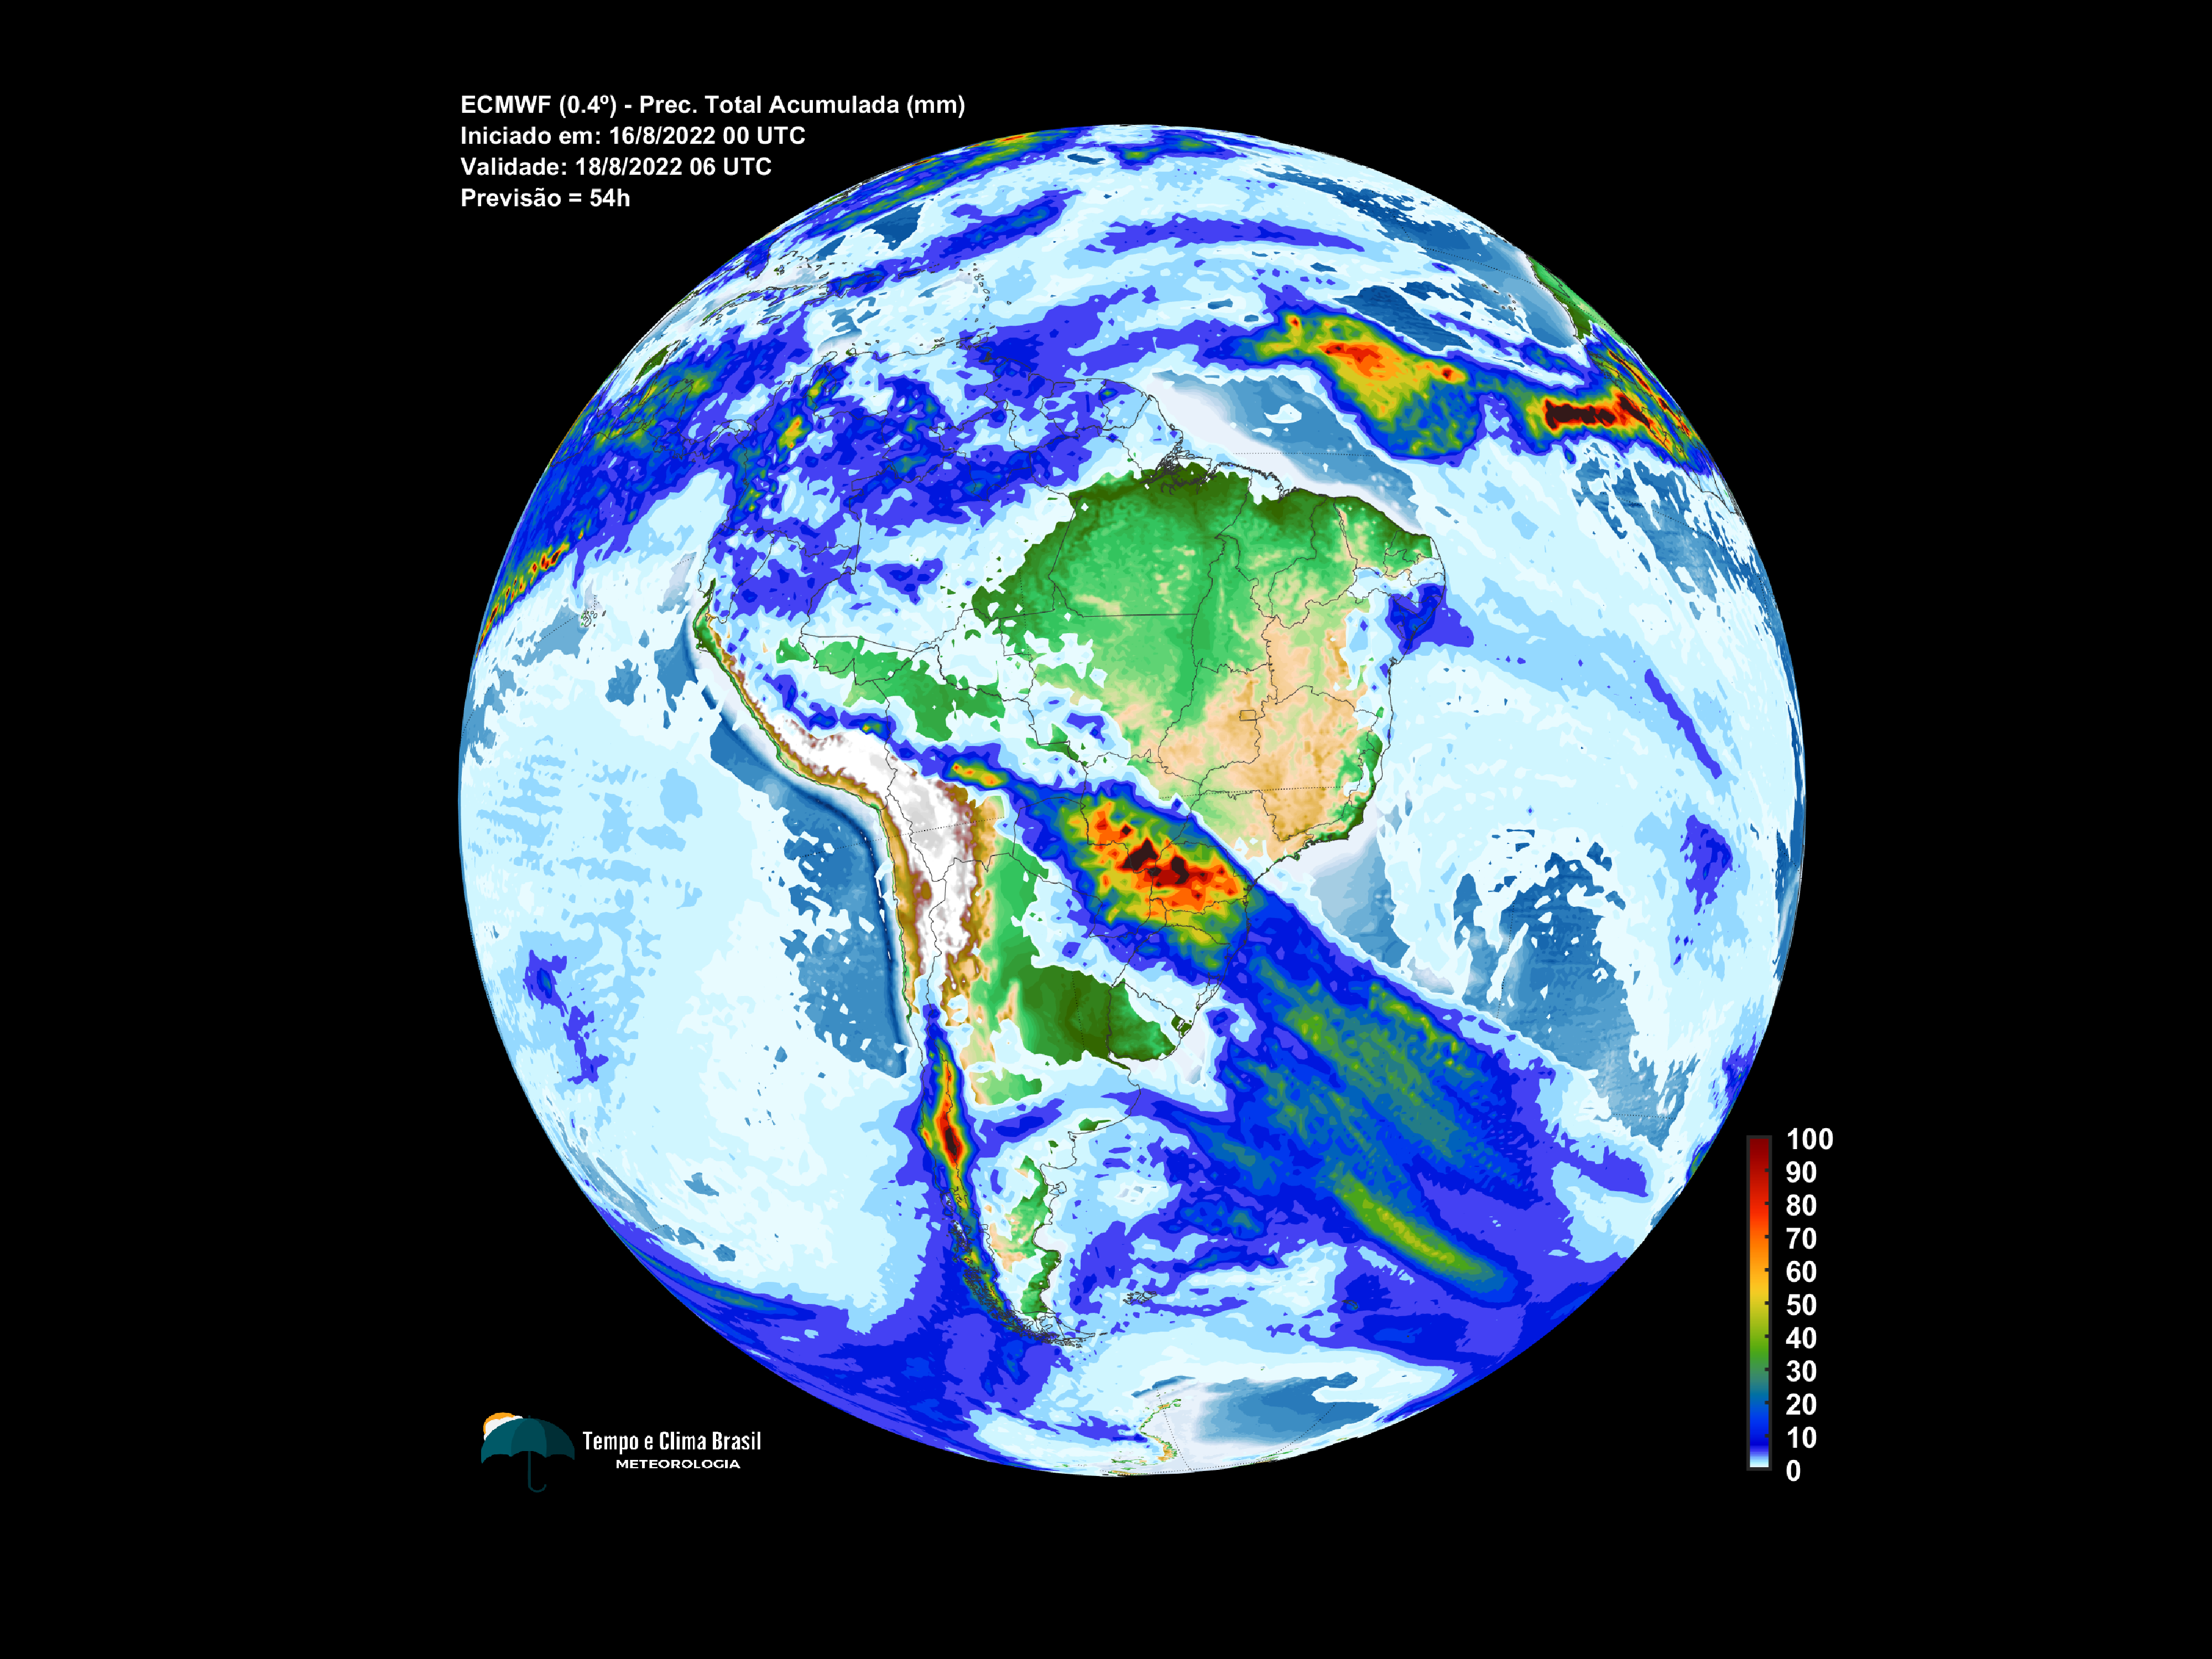 ECMWF (0.4º) - Prec. Total Acumulada (mm)
Iniciado em: 16/8/2022 00 UTC
Validade: 18/8/2022 06 UTC
Previsão = 54h
100
90
80
70
60
50
40
30
20
10
0
Tempo e Clima Brasil
METEOROLOGIA